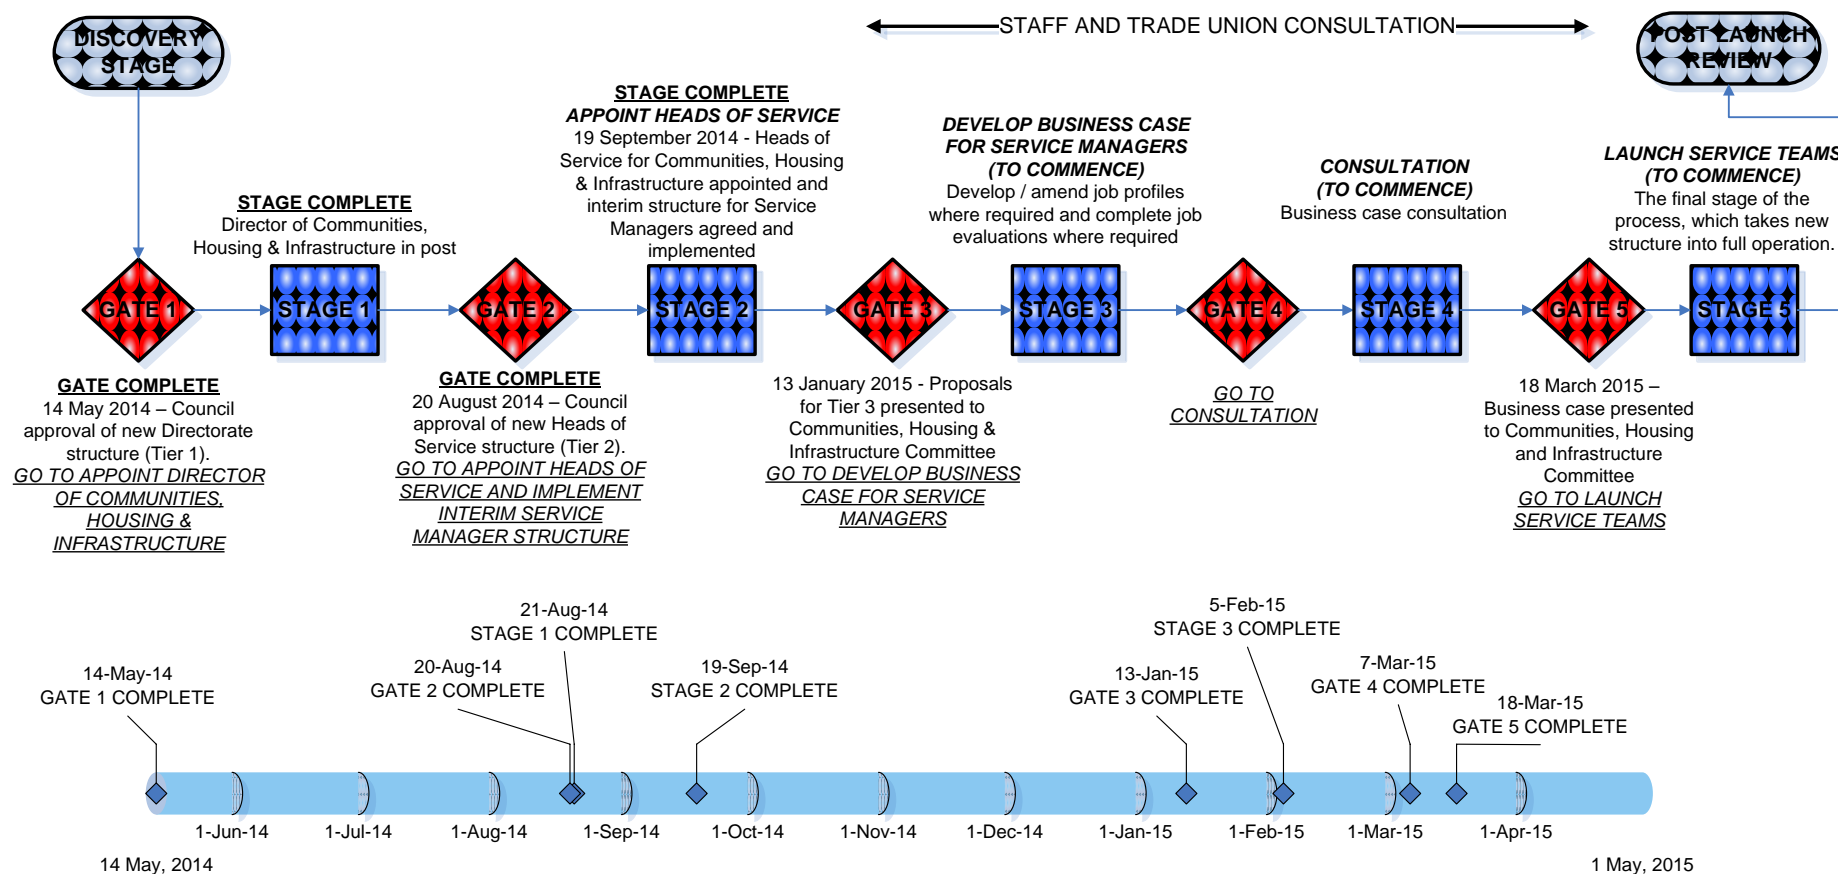 STAFF AND TRADE UNION CONSULTATION
DISCOVERY
STAGE
POST LAUNCH
REVIEW
STAGE COMPLETE
APPOINT HEADS OF SERVICE
19 September 2014 - Heads of
Service for Communities, Housing
& Infrastructure appointed and
interim structure for Service
Managers agreed and
implemented
DEVELOP BUSINESS CASE
FOR SERVICE MANAGERS
(TO COMMENCE)
Develop / amend job profiles
where required and complete job
evaluations where required
CONSULTATION
(TO COMMENCE)
Business case consultation
LAUNCH SERVICE TEAMS
(TO COMMENCE)
The final stage of the
process, which takes new
structure into full operation.
STAGE COMPLETE
Director of Communities,
Housing & Infrastructure in post
GATE 1
STAGE 1
GATE 2
STAGE 2
GATE 3
STAGE 3
GATE 4
STAGE 4
GATE 5
STAGE 5
GATE COMPLETE
14 May 2014 – Council
approval of new Directorate
structure (Tier 1).
GO TO APPOINT DIRECTOR
OF COMMUNITIES,
HOUSING &
INFRASTRUCTURE
GATE COMPLETE
20 August 2014 – Council
approval of new Heads of
Service structure (Tier 2).
GO TO APPOINT HEADS OF
SERVICE AND IMPLEMENT
INTERIM SERVICE
MANAGER STRUCTURE
13 January 2015 - Proposals
for Tier 3 presented to
Communities, Housing &
Infrastructure Committee
GO TO DEVELOP BUSINESS
CASE FOR SERVICE
MANAGERS
GO TO
CONSULTATION
18 March 2015 –
Business case presented
to Communities, Housing
and Infrastructure
Committee
GO TO LAUNCH
SERVICE TEAMS
14-May-14
GATE 1 COMPLETE
20-Aug-14
GATE 2 COMPLETE
21-Aug-14
STAGE 1 COMPLETE
19-Sep-14
STAGE 2 COMPLETE
13-Jan-15
GATE 3 COMPLETE
5-Feb-15
STAGE 3 COMPLETE
7-Mar-15
GATE 4 COMPLETE
18-Mar-15
GATE 5 COMPLETE
1-Jun-14
1-Jul-14
1-Aug-14
1-Sep-14
1-Oct-14
1-Nov-14
1-Dec-14
1-Jan-15
1-Feb-15
1-Mar-15
1-Apr-15
14 May, 2014
1 May, 2015